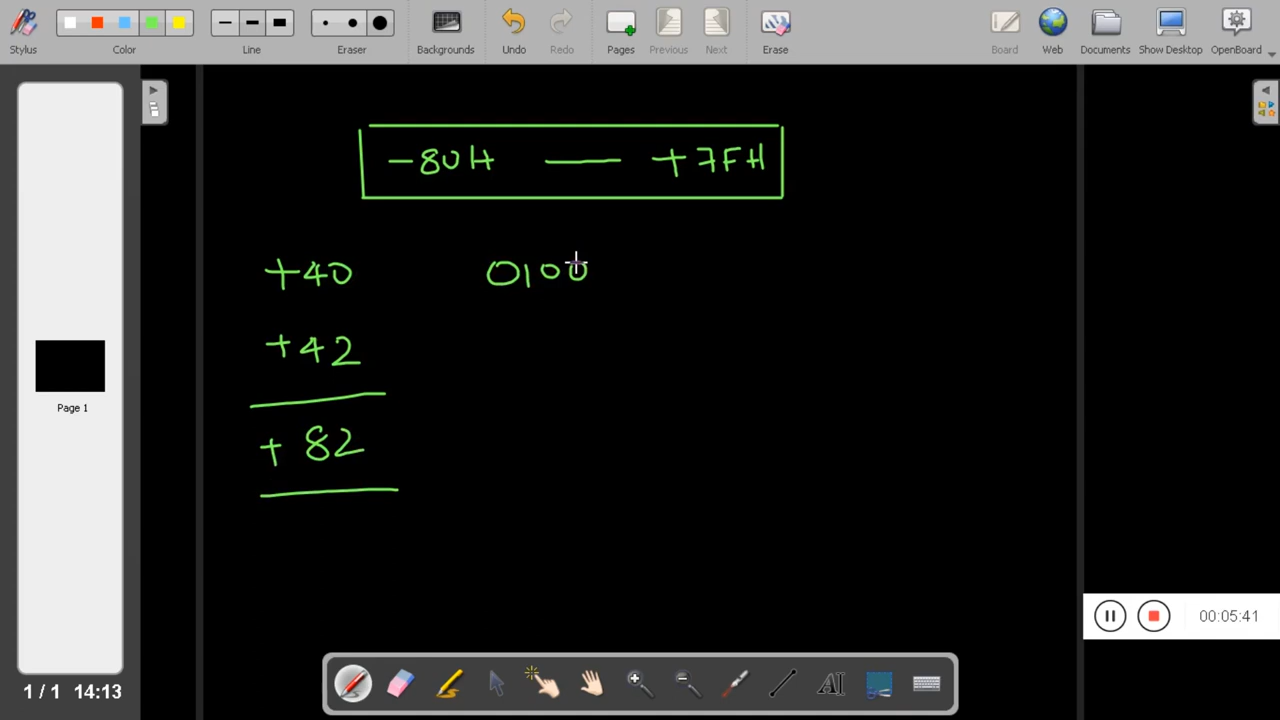 Stylus Color Line Eraser Backgrounds Undo Redo Pages Previous Next Erase Board Web Documents Show Desktop OpenBoard
-80H — +7FH
+40 0100
+42
+82
Page 1
00:05:41
1 / 1 14:13
AI